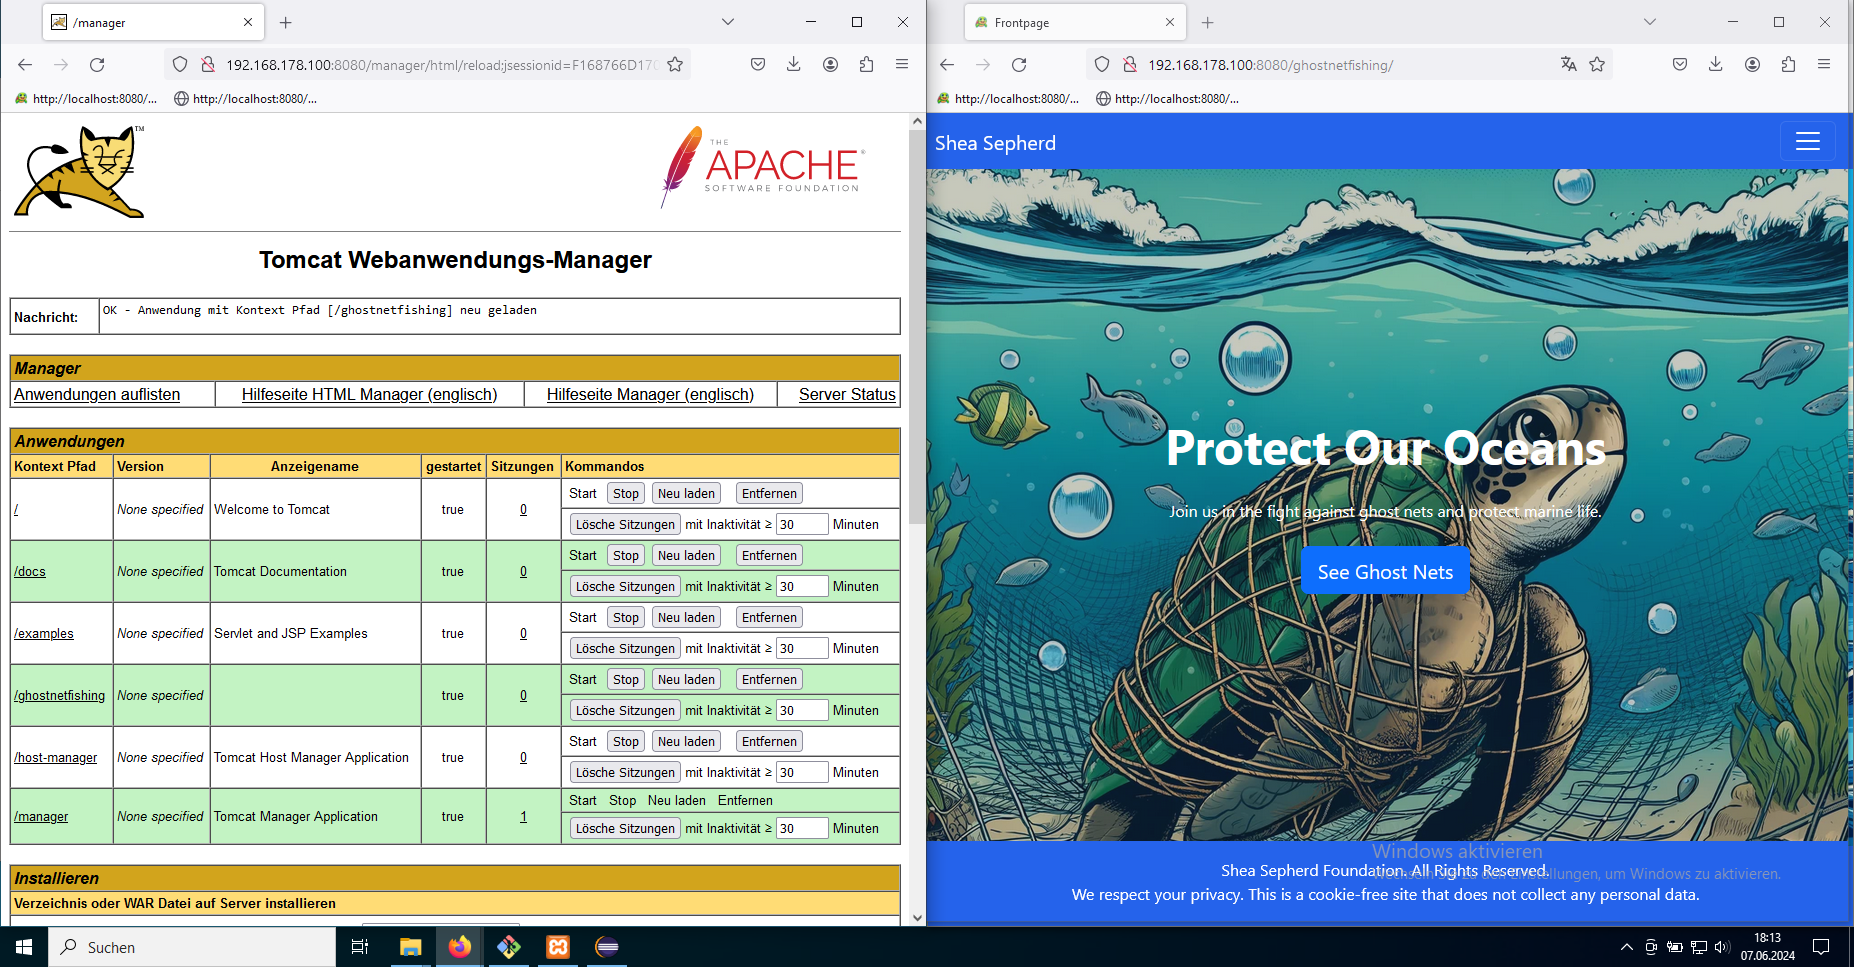 /manager
192.168.178.100:8080/manager/html/reload;jsessionid=F168766D170
http://localhost:8080/...
http://localhost:8080/...
™
THE
APACHE®
SOFTWARE FOUNDATION
Tomcat Webanwendungs-Manager
Nachricht:
OK - Anwendung mit Kontext Pfad [/ghostnetfishing] neu geladen
Manager
Anwendungen auflisten
Hilfeseite HTML Manager (englisch)
Hilfeseite Manager (englisch)
Server Status
Anwendungen
Kontext Pfad Version Anzeigename gestartet Sitzungen Kommandos
/ None specified Welcome to Tomcat true 0
Start Stop Neu laden Entfernen
Lösche Sitzungen mit Inaktivität ≥ 30 Minuten
/docs None specified Tomcat Documentation true 0
Start Stop Neu laden Entfernen
Lösche Sitzungen mit Inaktivität ≥ 30 Minuten
/examples None specified Servlet and JSP Examples true 0
Start Stop Neu laden Entfernen
Lösche Sitzungen mit Inaktivität ≥ 30 Minuten
/ghostnetfishing None specified true 0
Start Stop Neu laden Entfernen
Lösche Sitzungen mit Inaktivität ≥ 30 Minuten
/host-manager None specified Tomcat Host Manager Application true 0
Start Stop Neu laden Entfernen
Lösche Sitzungen mit Inaktivität ≥ 30 Minuten
/manager None specified Tomcat Manager Application true 1
Start Stop Neu laden Entfernen
Lösche Sitzungen mit Inaktivität ≥ 30 Minuten
Installieren
Verzeichnis oder WAR Datei auf Server installieren
Frontpage
192.168.178.100:8080/ghostnetfishing/
http://localhost:8080/...
http://localhost:8080/...
Shea Sepherd
Protect Our Oceans
Join us in the fight against ghost nets and protect marine life.
See Ghost Nets
Windows aktivieren
Shea Sepherd Foundation. All Rights Reserved.
Wechseln Sie zu den Einstellungen, um Windows zu aktivieren.
We respect your privacy. This is a cookie-free site that does not collect any personal data.
Suchen
18:13
07.06.2024